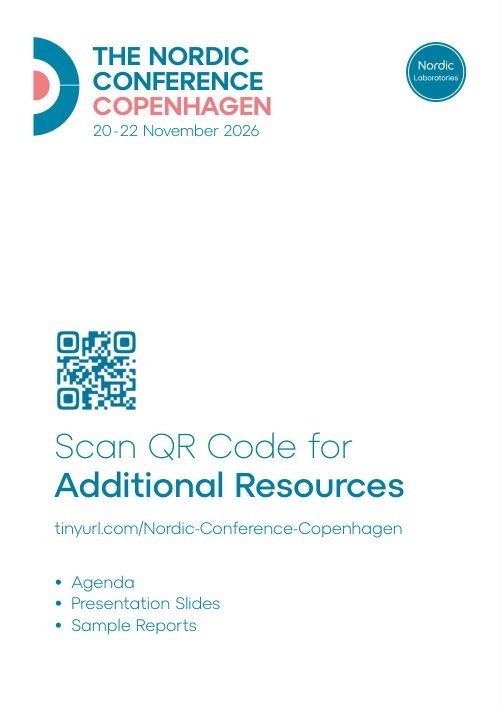 THE NORDIC
CONFERENCE
COPENHAGEN
20-22 November 2026
Nordic
Laboratories
Scan QR Code for
Additional Resources
tinyurl.com/Nordic-Conference-Copenhagen
• Agenda
• Presentation Slides
• Sample Reports